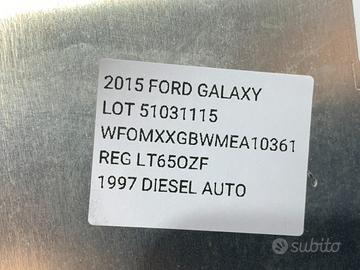 2015 FORD GALAXY
LOT 51031115
WFOMXXGBWMEA10361
REG LT65OZF
1997 DIESEL AUTO
subito